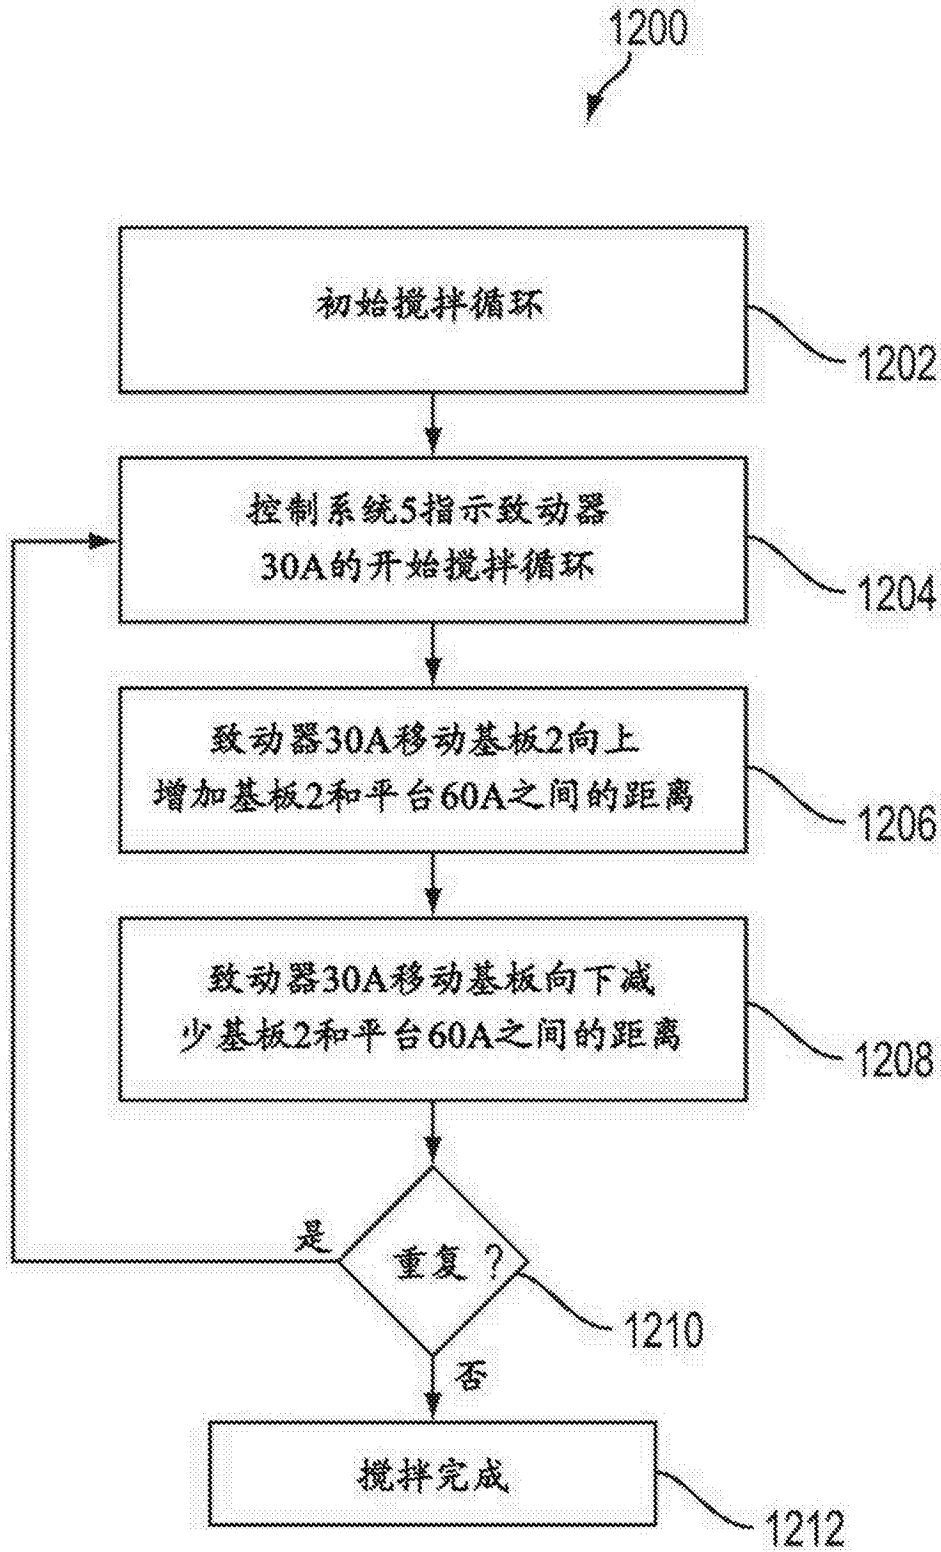 1200
初始搅拌循环
1202
控制系统5指示致动器
30A的开始搅拌循环
1204
致动器30A移动基板2向上
增加基板2和平台60A之间的距离
1206
致动器30A移动基板向下减
少基板2和平台60A之间的距离
1208
是
重复？
1210
否
搅拌完成
1212